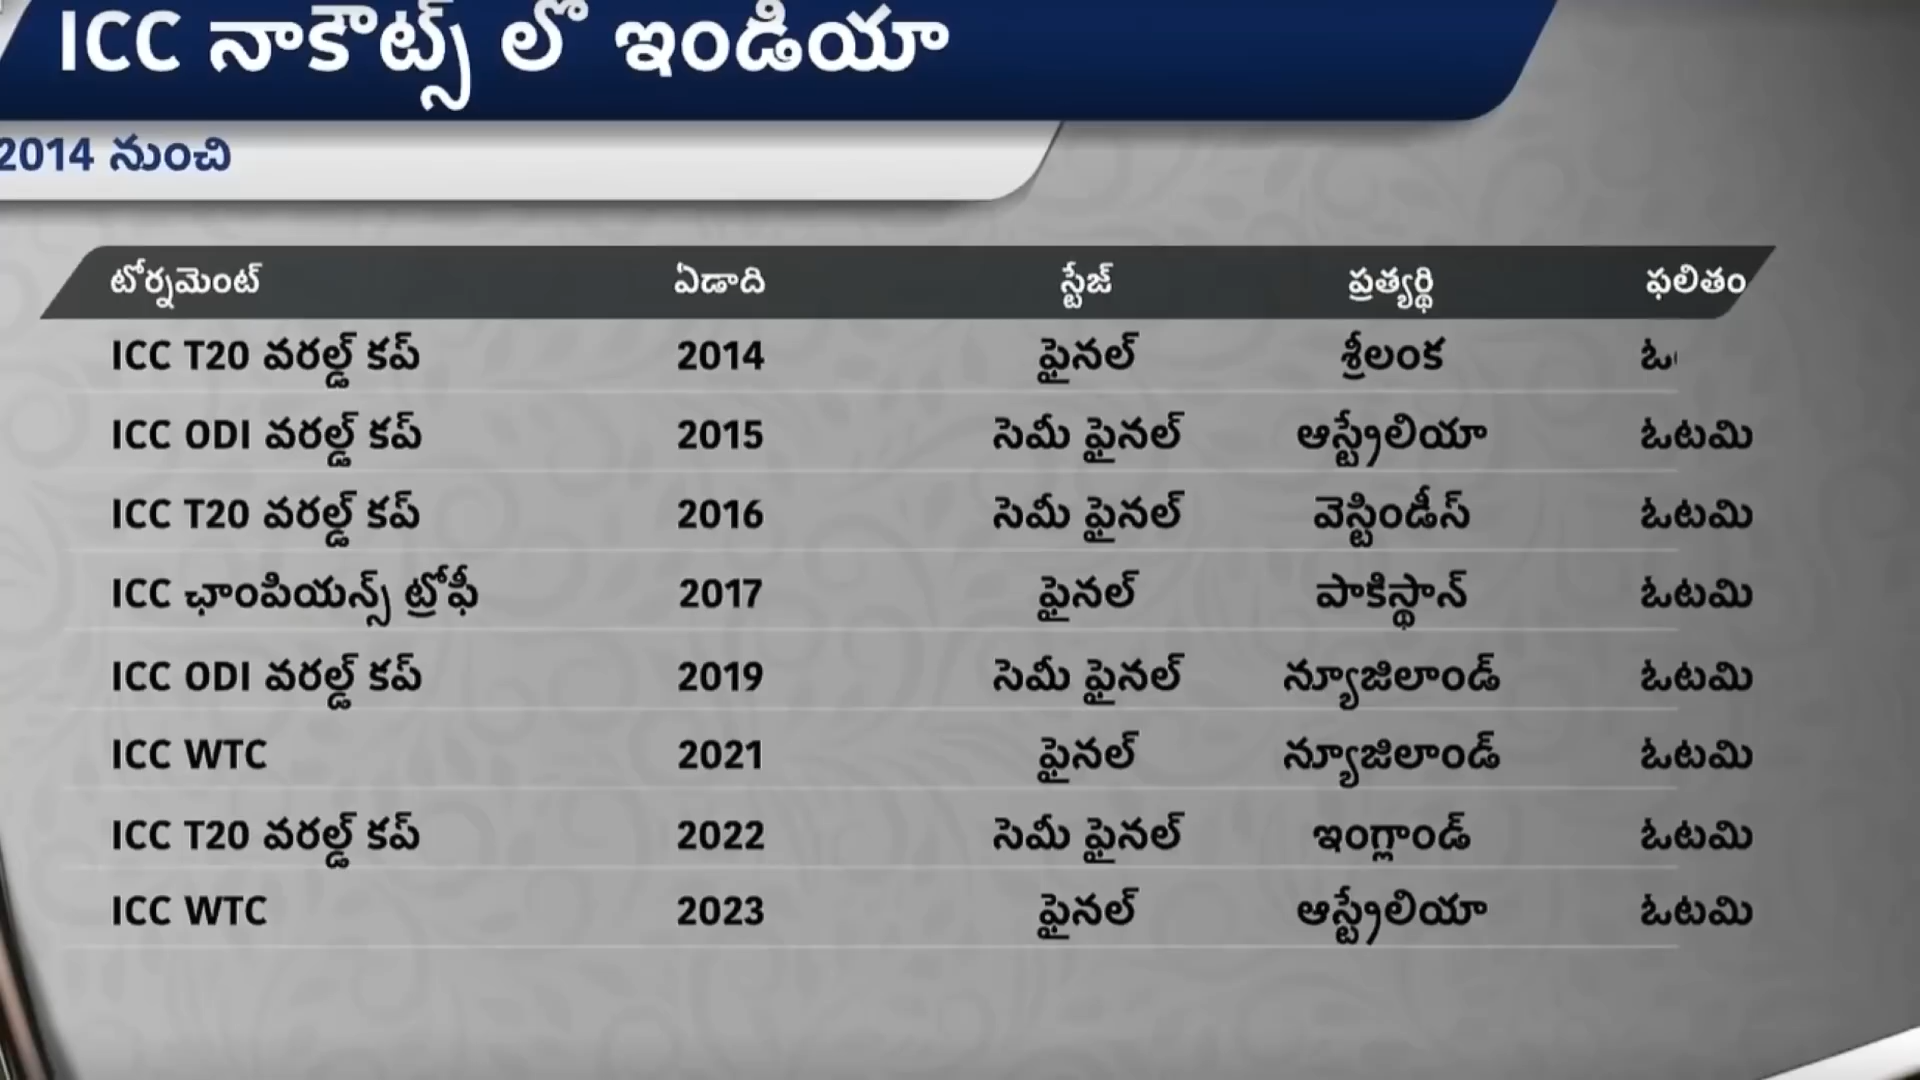 ICC నాకౌట్స్ లో ఇండియా
2014 నుంచి
టోర్నమెంట్ ఏడాది స్టేజ్ ప్రత్యర్థి ఫలితం
ICC T20 వరల్డ్ కప్ 2014 ఫైనల్ శ్రీలంక
ICC ODI వరల్డ్ కప్ 2015 సెమీ ఫైనల్ ఆస్ట్రేలియా ఓటమి
ICC T20 వరల్డ్ కప్ 2016 సెమీ ఫైనల్ వెస్టిండీస్ ఓటమి
ICC ఛాంపియన్స్ ట్రోఫీ 2017 ఫైనల్ పాకిస్థాన్ ఓటమి
ICC ODI వరల్డ్ కప్ 2019 సెమీ ఫైనల్ న్యూజిలాండ్ ఓటమి
ICC WTC 2021 ఫైనల్ న్యూజిలాండ్ ఓటమి
ICC T20 వరల్డ్ కప్ 2022 సెమీ ఫైనల్ ఇంగ్లాండ్ ఓటమి
ICC WTC 2023 ఫైనల్ ఆస్ట్రేలియా ఓటమి